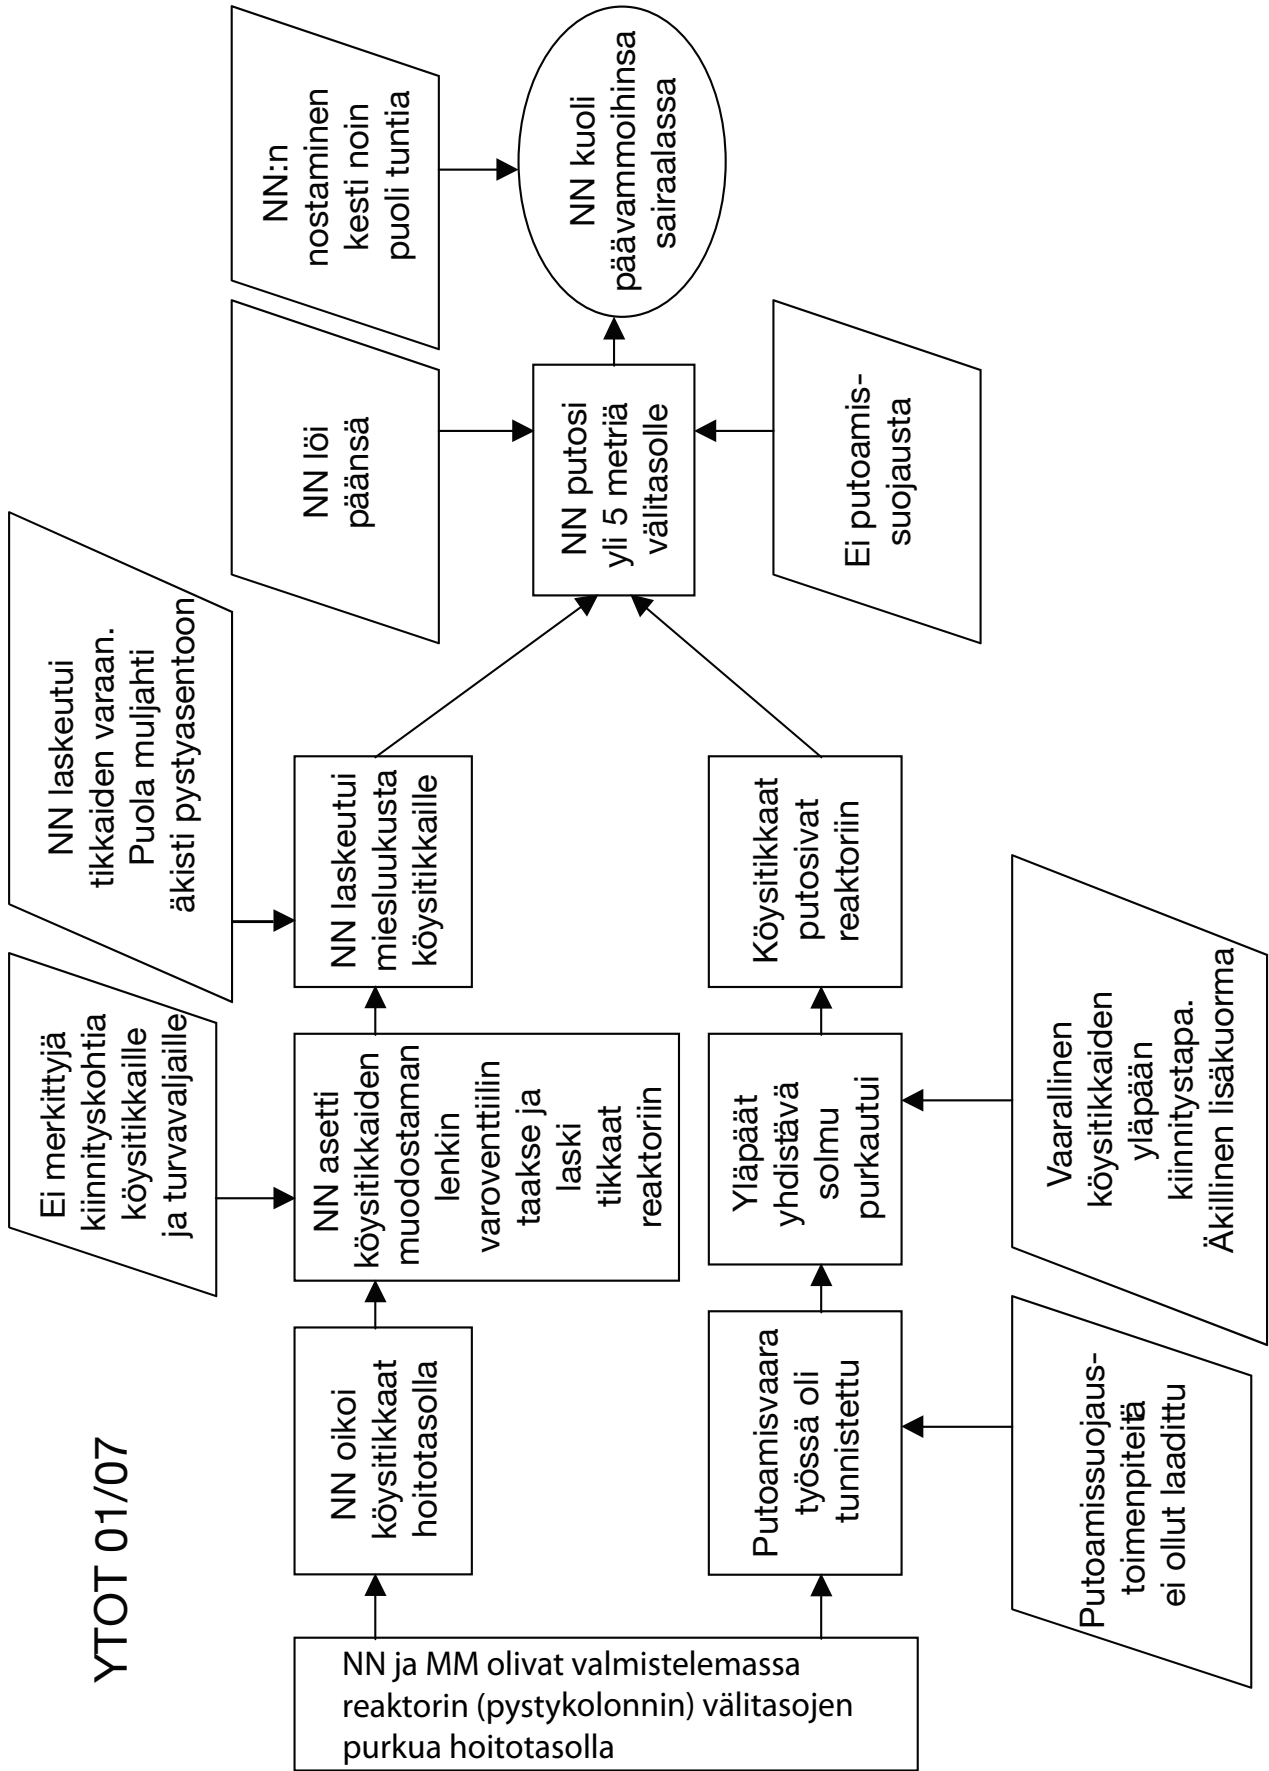 YTOT 01/07
NN ja MM olivat valmistelemassa
reaktorin (pystykolonnin) välitasojen
purkua hoitotasolla
NN oikoi
köysitikkaat
hoitotasolla
Ei merkittyjä
kiinnityskohtia
köysitikkaille
ja turvavaljaille
NN asetti
köysitikkaiden
muodostaman
lenkin
varoventtiilin
taakse ja
laski
tikkaat
reaktoriin
NN laskeutui
tikkaiden varaan.
Puola muljahti
äkisti pystyasentoon
NN laskeutui
miesluukusta
köysitikkaille
Putoamisvaara
työssä oli
tunnistettu
Putoamissuojaus-
toimenpiteitä
ei ollut laadittu
Yläpäät
yhdistävä
solmu
purkautui
Vaarallinen
köysitikkaiden
yläpään
kiinnitystapa.
Äkillinen lisäkuorma
Köysitikkaat
putosivat
reaktoriin
NN löi
päänsä
NN putosi
yli 5 metriä
välitasolle
Ei putoamis-
suojausta
NN:n
nostaminen
kesti noin
puoli tuntia
NN kuoli
päävammoihinsa
sairaalassa